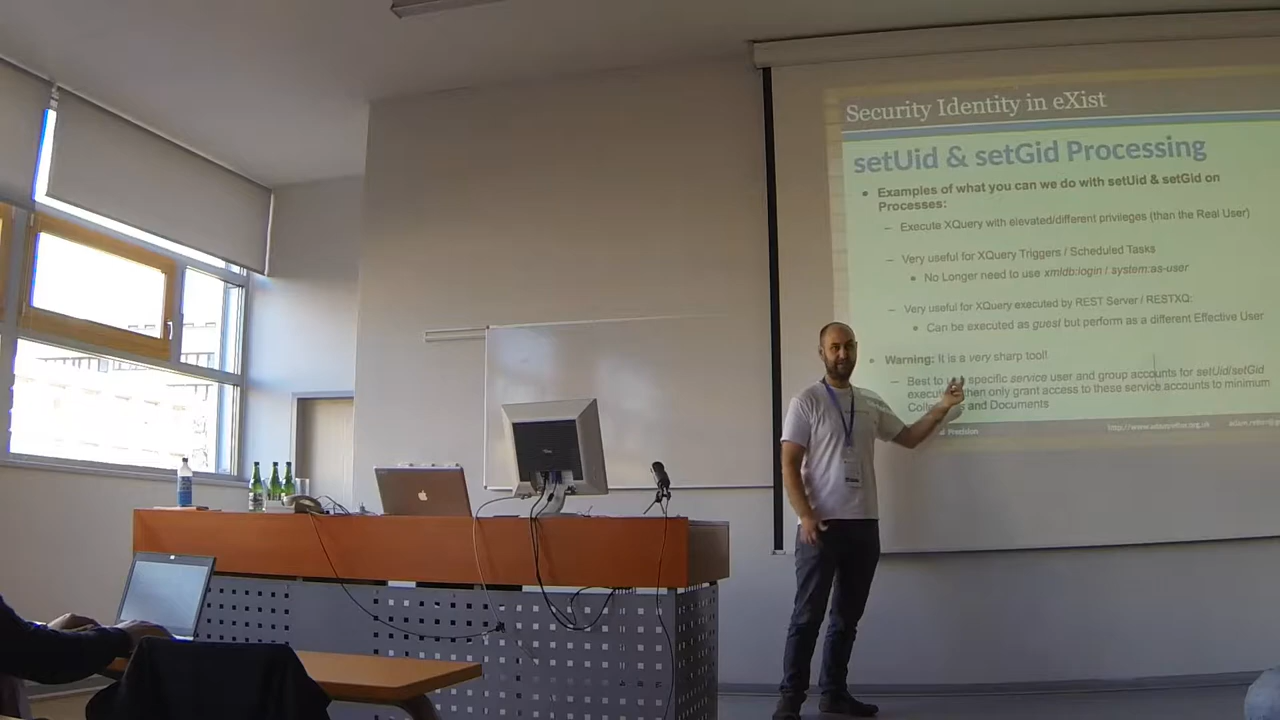 Security Identity in eXist
setUid & setGid Processing
• Examples of what you can we do with setUid & setGid on
Processes:
– Execute XQuery with elevated/different privileges (than the Real User)
– Very useful for XQuery Triggers / Scheduled Tasks
• No Longer need to use xmldb:login / system:as-user
– Very useful for XQuery executed by REST Server / RESTXQ:
• Can be executed as guest but perform as a different Effective User
• Warning: It is a very sharp tool!
– Best to specific service user and group accounts for setUid/setGid
then only grant access to these service accounts to minimum
and Documents
Precision